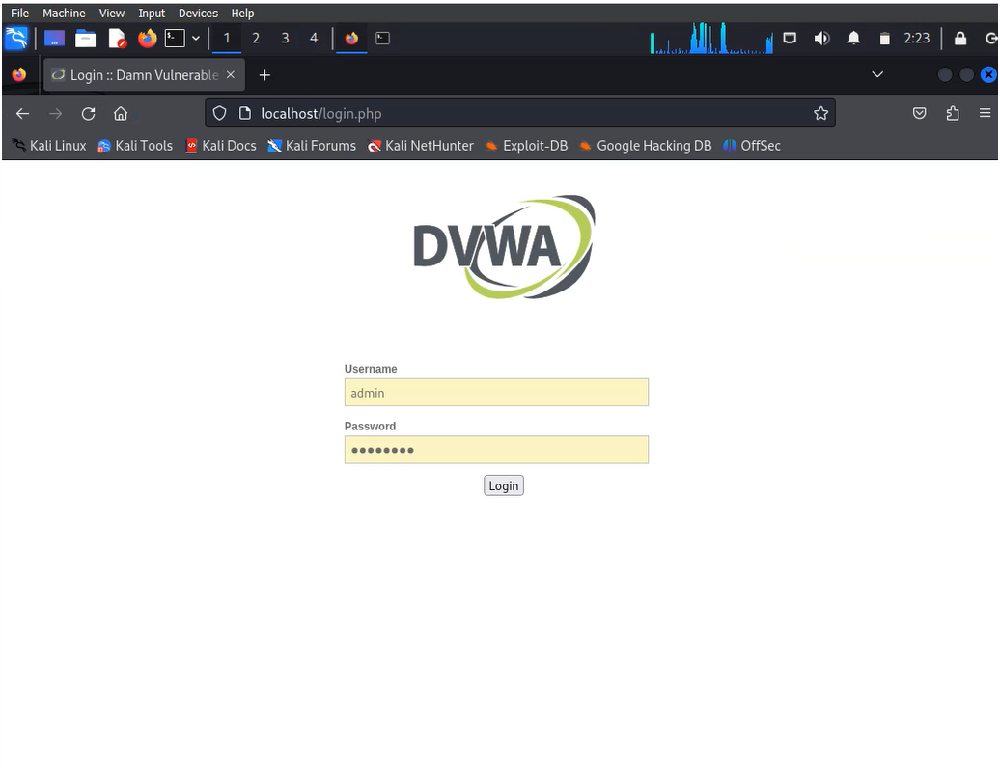 File Machine View Input Devices Help
1 2 3 4 2:23
Login :: Damn Vulnerable
localhost/login.php
Kali Linux Kali Tools Kali Docs Kali Forums Kali NetHunter Exploit-DB Google Hacking DB OffSec
DVWA
Username
admin
Password
Login